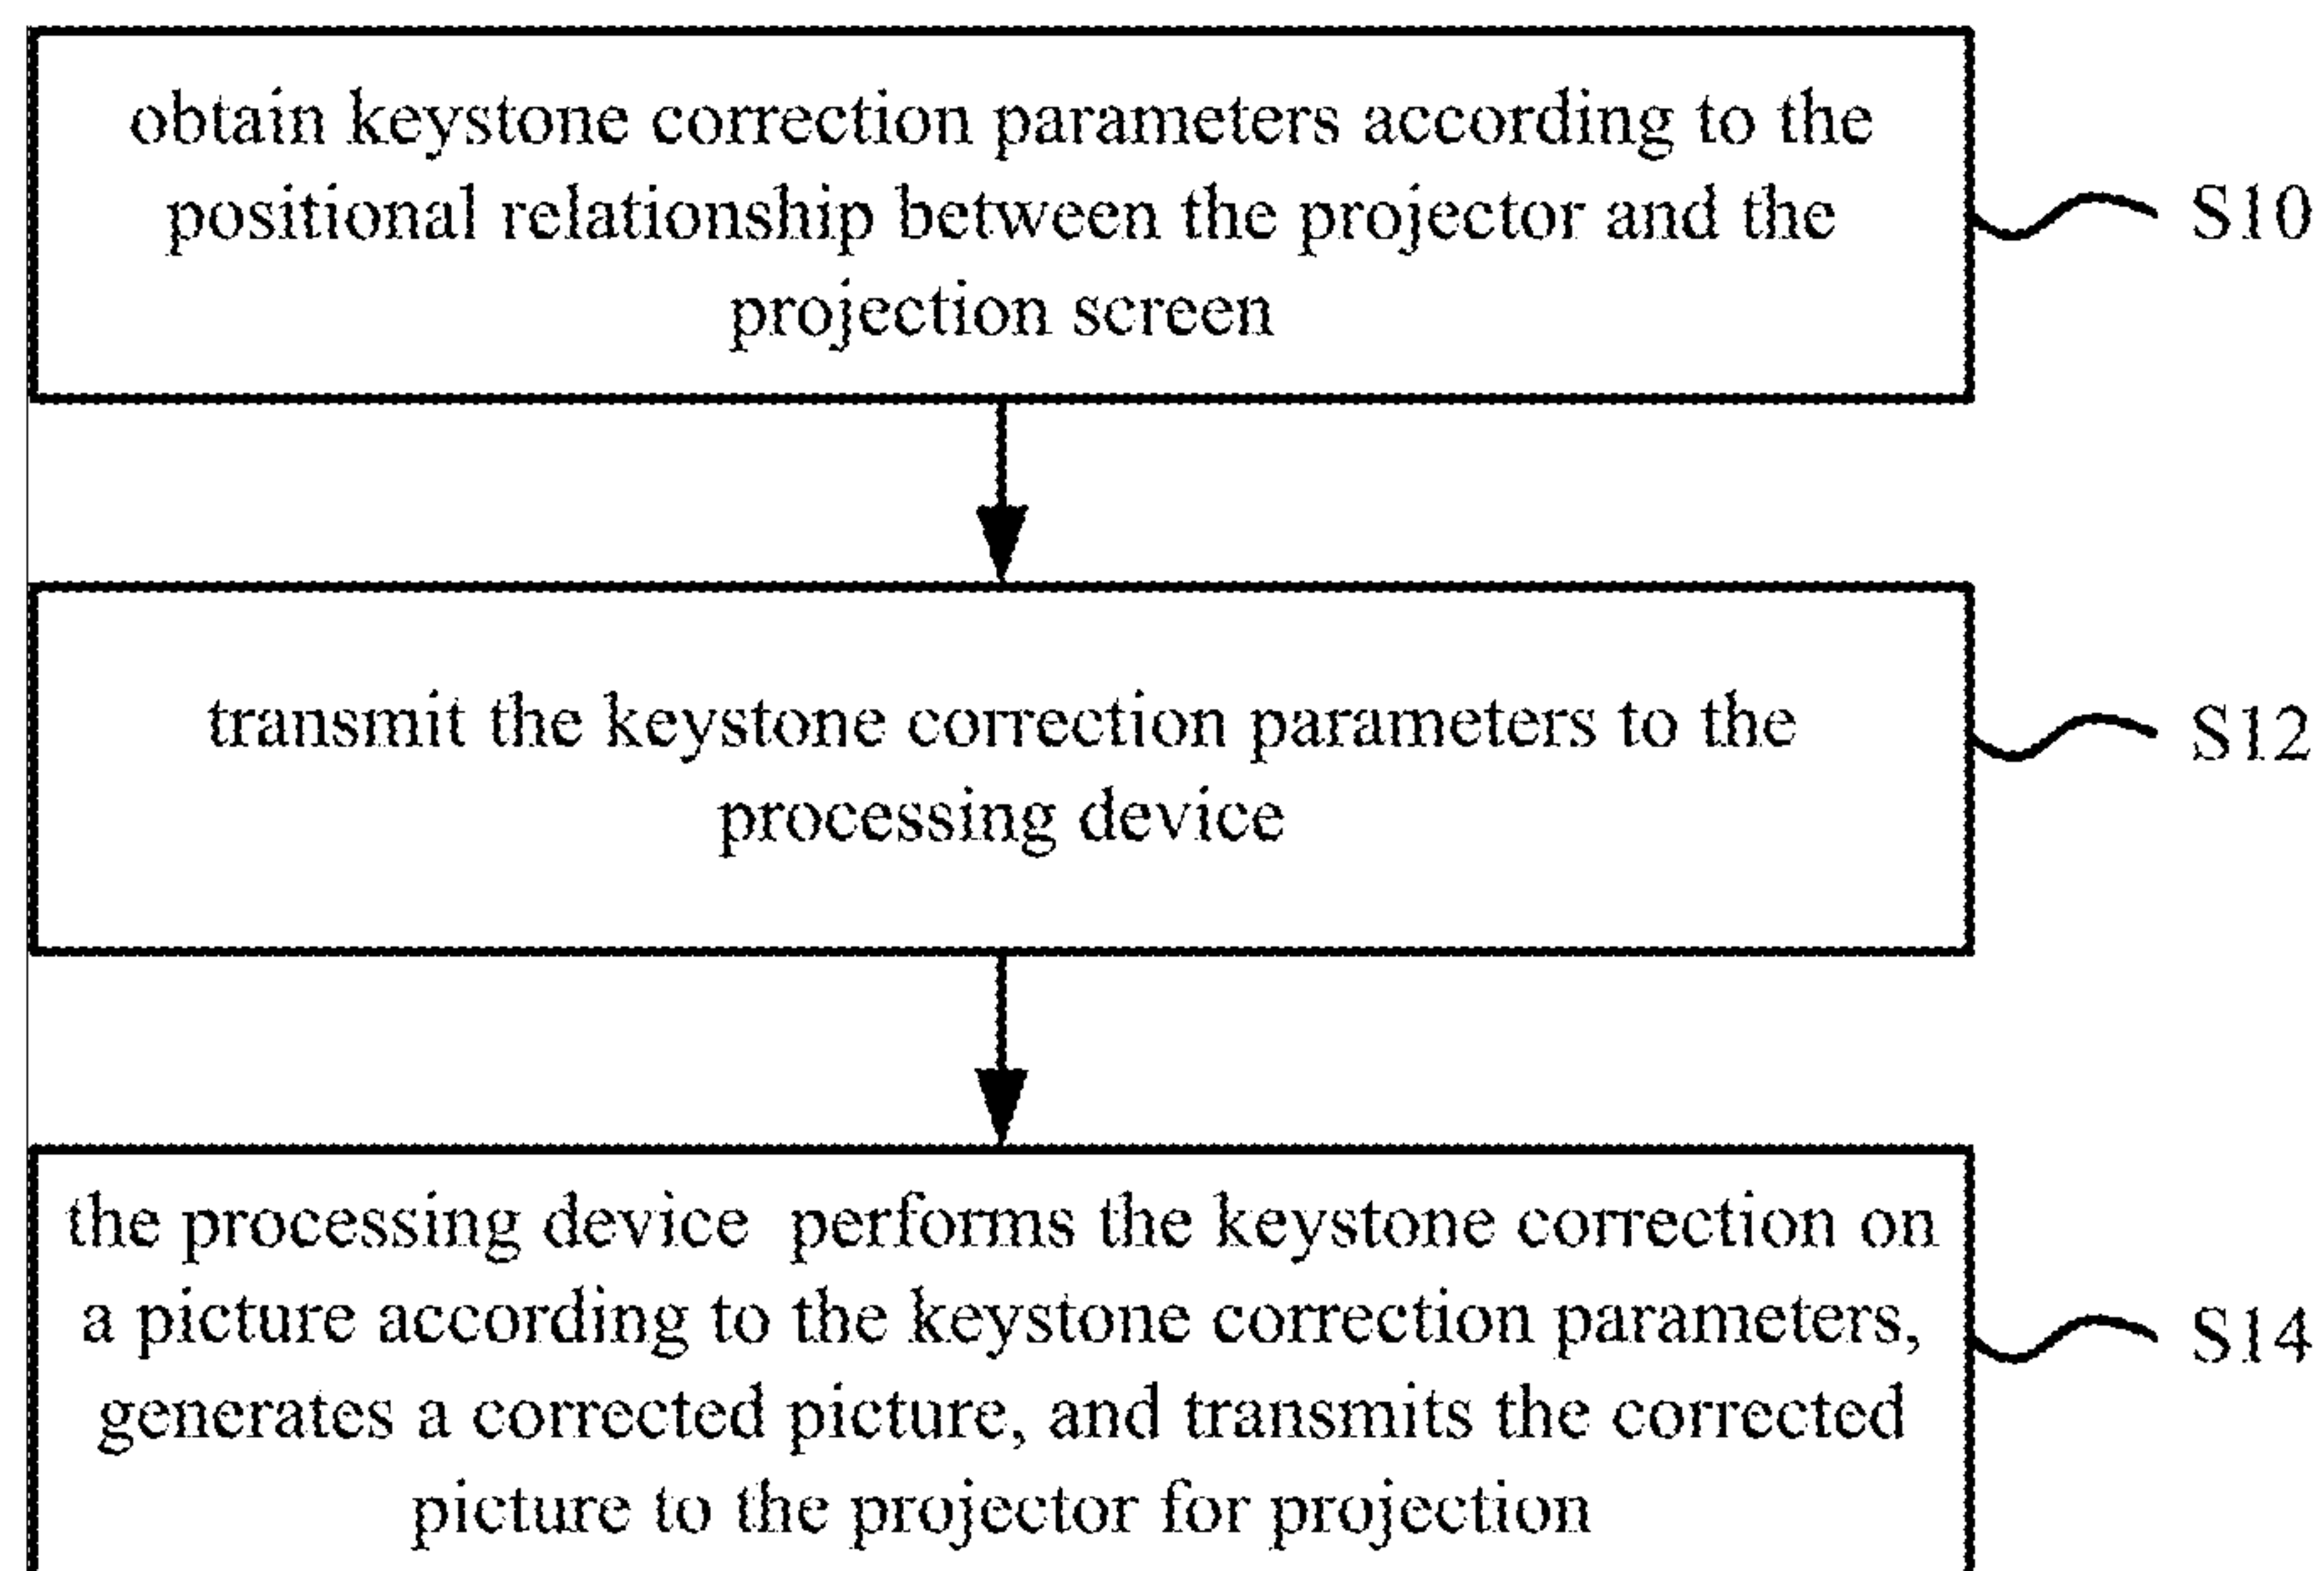 obtain keystone correction parameters according to the
positional relationship between the projector and the
projection screen
S10
transmit the keystone correction parameters to the
processing device
S12
the processing device performs the keystone correction on
a picture according to the keystone correction parameters,
generates a corrected picture, and transmits the corrected
picture to the projector for projection
S14